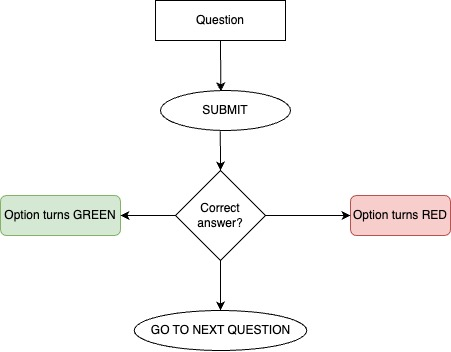 Question
SUBMIT
Correct
answer?
Option turns GREEN
Option turns RED
GO TO NEXT QUESTION